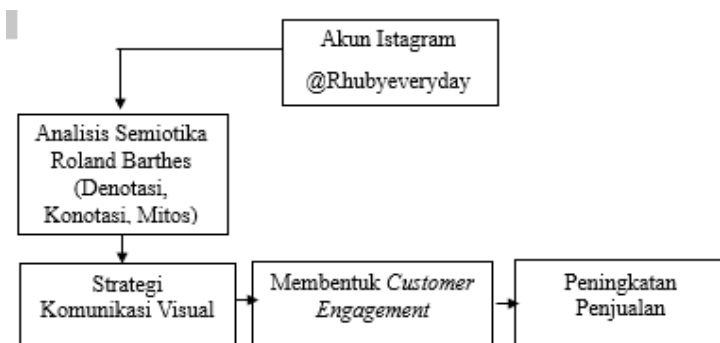 Akun Istagram
@Rhubyeveryday
Analisis Semiotika
Roland Barthes
(Denotasi,
Konotasi, Mitos)
Strategi
Komunikasi Visual
Membentuk Customer
Engagement
Peningkatan
Penjualan